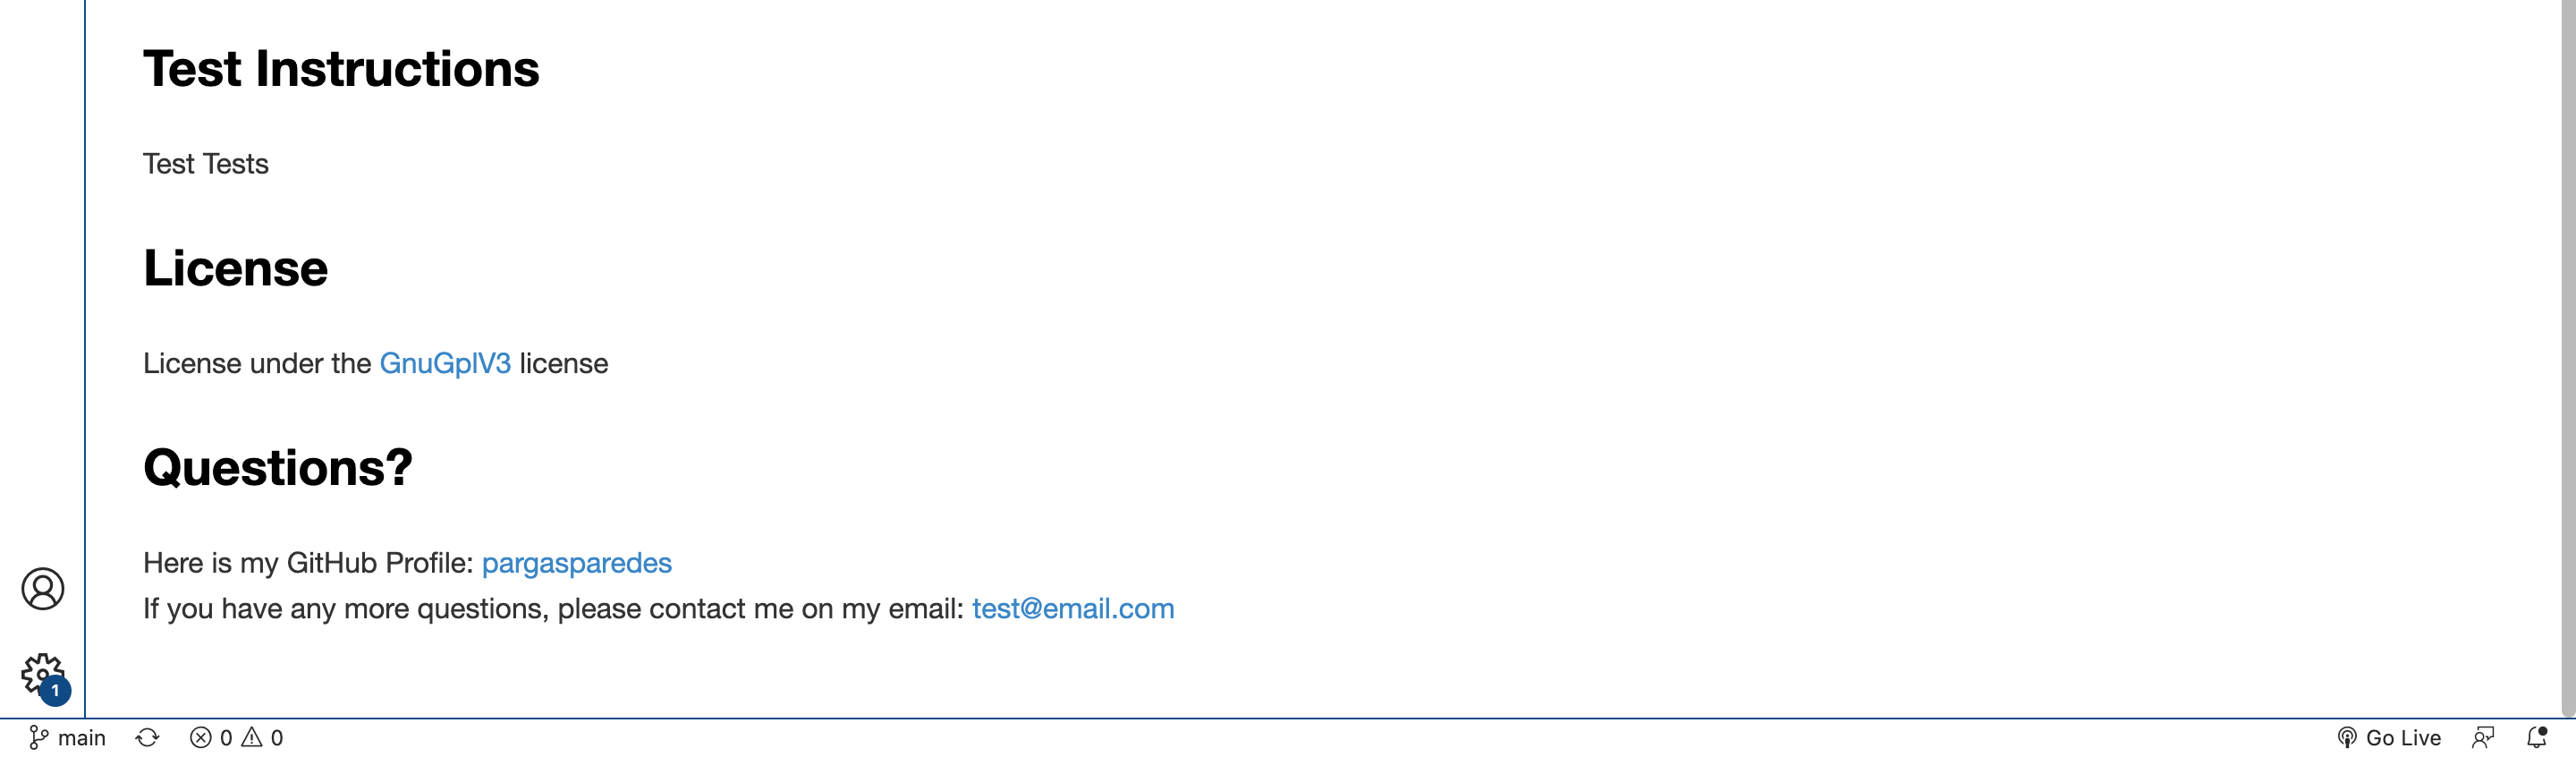 Test Instructions
Test Tests
License
License under the GnuGplV3 license
Questions?
Here is my GitHub Profile: pargasparedes
If you have any more questions, please contact me on my email: test@email.com
1
main 0 0 Go Live